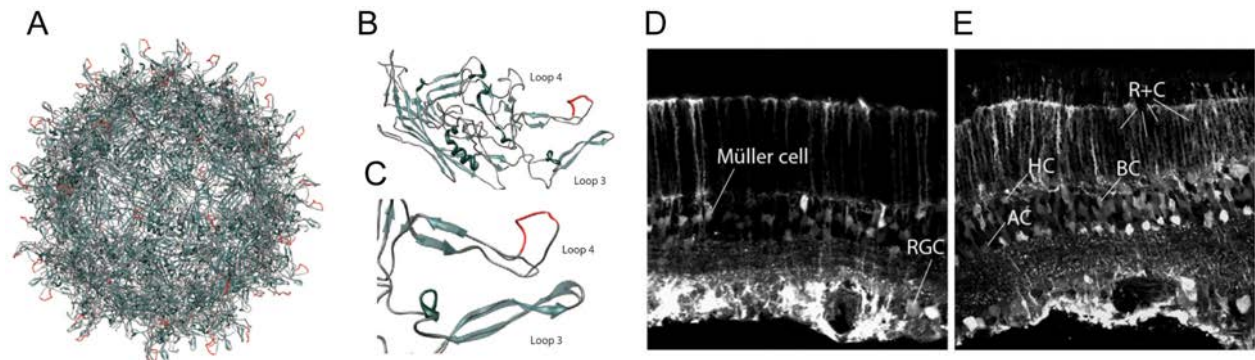 A
B
Loop 4
Loop 3
C
Loop 4
Loop 3
D
Müller cell
RGC
E
R+C
HC
BC
AC